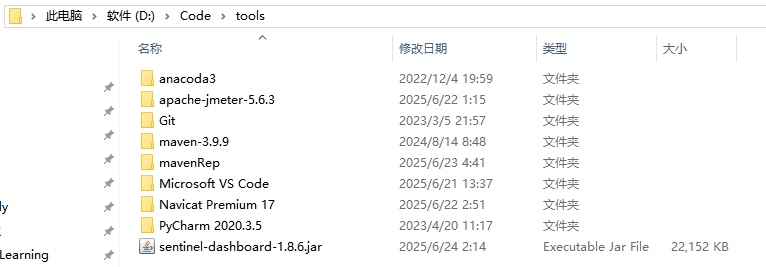 此电脑 > 软件 (D:) > Code > tools
名称 修改日期 类型 大小
anacoda3 2022/12/4 19:59 文件夹
apache-jmeter-5.6.3 2025/6/22 1:15 文件夹
Git 2023/3/5 21:57 文件夹
maven-3.9.9 2024/8/14 8:48 文件夹
mavenRep 2025/6/23 4:41 文件夹
Microsoft VS Code 2025/6/21 13:37 文件夹
Navicat Premium 17 2025/6/22 2:51 文件夹
PyCharm 2020.3.5 2023/4/20 11:17 文件夹
sentinel-dashboard-1.8.6.jar 2025/6/24 2:14 Executable Jar File 22,152 KB
ly
Learning